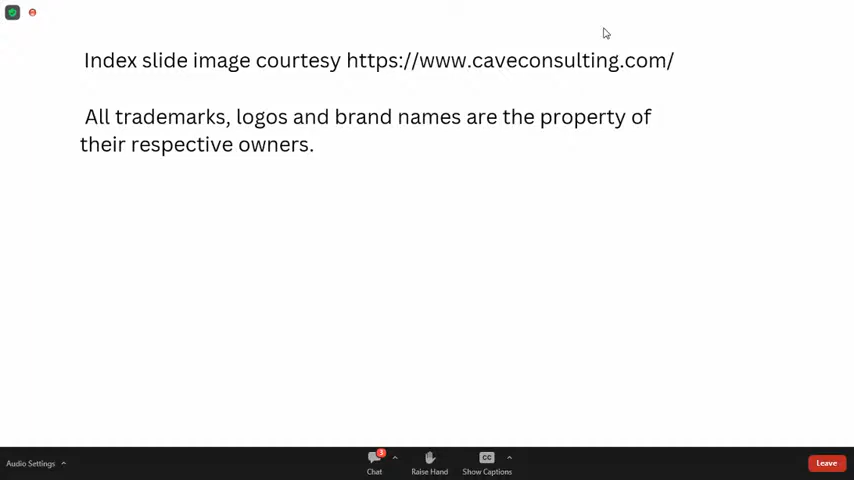 Index slide image courtesy https://www.caveconsulting.com/
All trademarks, logos and brand names are the property of
their respective owners.
Audio Settings
3
Chat
Raise Hand
CC
Show Captions
Leave